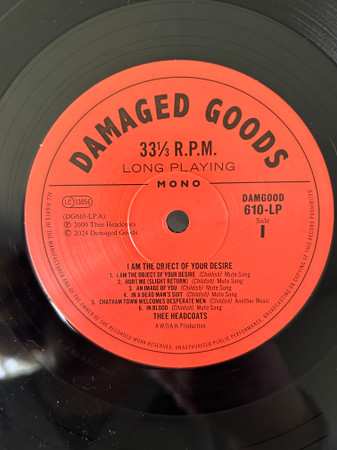 DAMAGED GOODS
33⅓ R.P.M.
LONG PLAYING
MONO
LC 13056
DAMGOOD
610-LP
Side
1
(DG610-LP A)
Ⓟ 2000 Thee Headcoats
© 2024 Damaged Goods
I AM THE OBJECT OF YOUR DESIRE
1. I AM THE OBJECT OF YOUR DESIRE (Childish) Mute Song
2. HURT ME (SLIGHT RETURN) (Childish) Mute Song
3. AN IMAGE OF YOU (Childish) Mute Song
4. IN A DEAD MAN'S SUIT (Childish) Mute Song
5. CHATHAM TOWN WELCOMES DESPERATE MEN (Childish) Another Music
6. IN BLOOD (Childish) Mute Song
THEE HEADCOATS